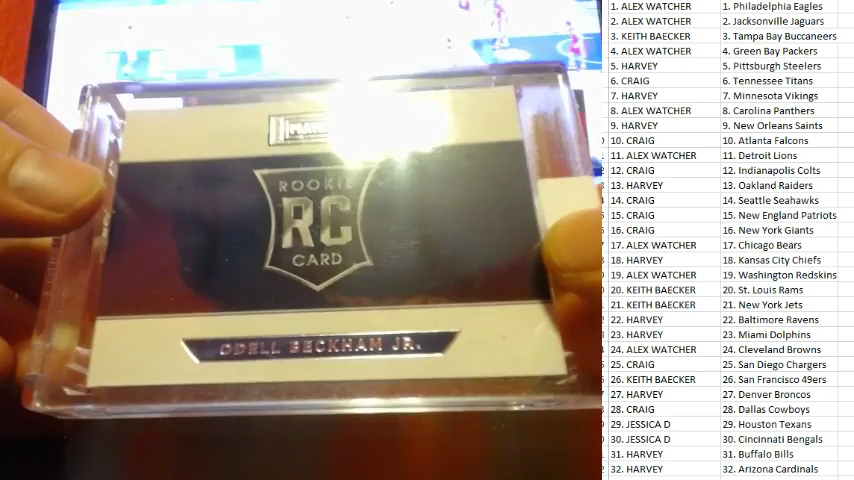 ROOKIE
RC
CARD
ODELL BECKHAM JR.
1. ALEX WATCHER 1. Philadelphia Eagles
2. ALEX WATCHER 2. Jacksonville Jaguars
3. KEITH BAECKER 3. Tampa Bay Buccaneers
4. ALEX WATCHER 4. Green Bay Packers
5. HARVEY 5. Pittsburgh Steelers
6. CRAIG 6. Tennessee Titans
7. HARVEY 7. Minnesota Vikings
8. ALEX WATCHER 8. Carolina Panthers
9. HARVEY 9. New Orleans Saints
10. CRAIG 10. Atlanta Falcons
11. ALEX WATCHER 11. Detroit Lions
12. CRAIG 12. Indianapolis Colts
13. HARVEY 13. Oakland Raiders
14. CRAIG 14. Seattle Seahawks
15. CRAIG 15. New England Patriots
16. CRAIG 16. New York Giants
17. ALEX WATCHER 17. Chicago Bears
18. HARVEY 18. Kansas City Chiefs
19. ALEX WATCHER 19. Washington Redskins
20. KEITH BAECKER 20. St. Louis Rams
21. KEITH BAECKER 21. New York Jets
22. HARVEY 22. Baltimore Ravens
23. HARVEY 23. Miami Dolphins
24. ALEX WATCHER 24. Cleveland Browns
25. CRAIG 25. San Diego Chargers
26. KEITH BAECKER 26. San Francisco 49ers
27. HARVEY 27. Denver Broncos
28. CRAIG 28. Dallas Cowboys
29. JESSICA D 29. Houston Texans
30. JESSICA D 30. Cincinnati Bengals
31. HARVEY 31. Buffalo Bills
32. HARVEY 32. Arizona Cardinals